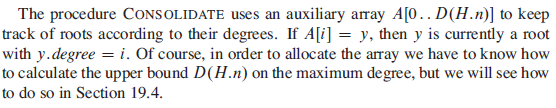 The procedure CONSOLIDATE uses an auxiliary array A[0 . . D(H.n)] to keep
track of roots according to their degrees. If A[i] = y, then y is currently a root
with y.degree = i. Of course, in order to allocate the array we have to know how
to calculate the upper bound D(H.n) on the maximum degree, but we will see how
to do so in Section 19.4.